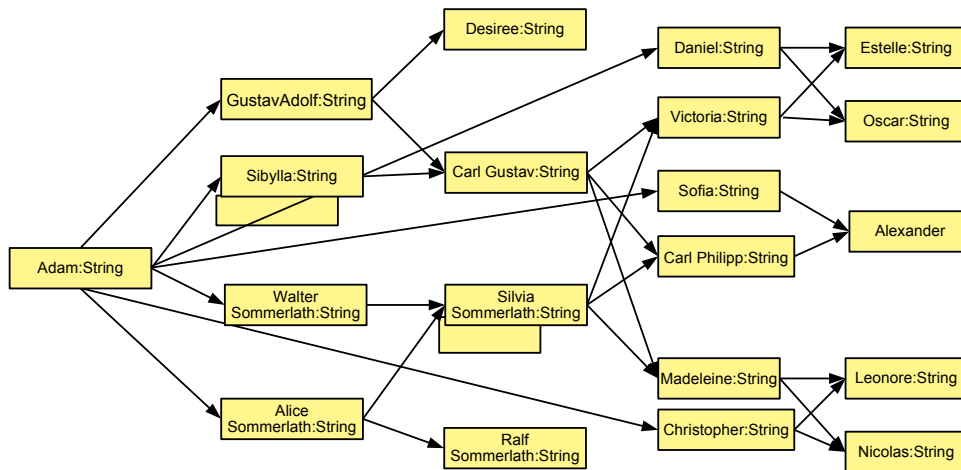 Desiree:String
Daniel:String
Estelle:String
GustavAdolf:String
Victoria:String
Oscar:String
Sibylla:String
Carl Gustav:String
Sofia:String
Alexander
Adam:String
Carl Philipp:String
Walter
Sommerlath:String
Silvia
Sommerlath:String
Madeleine:String
Leonore:String
Alice
Sommerlath:String
Christopher:String
Ralf
Sommerlath:String
Nicolas:String